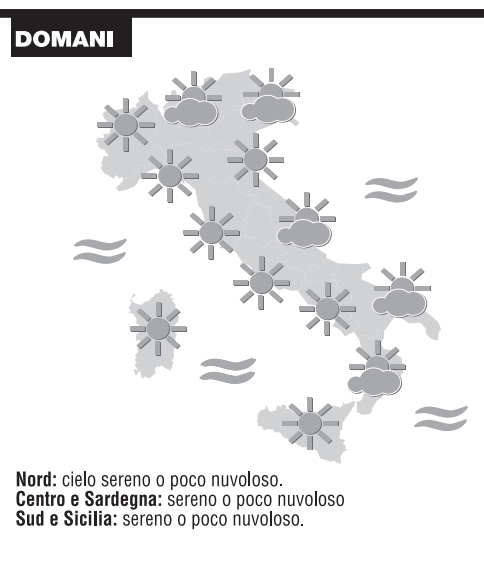 DOMANI
Nord: cielo sereno o poco nuvoloso.
Centro e Sardegna: sereno o poco nuvoloso
Sud e Sicilia: sereno o poco nuvoloso.